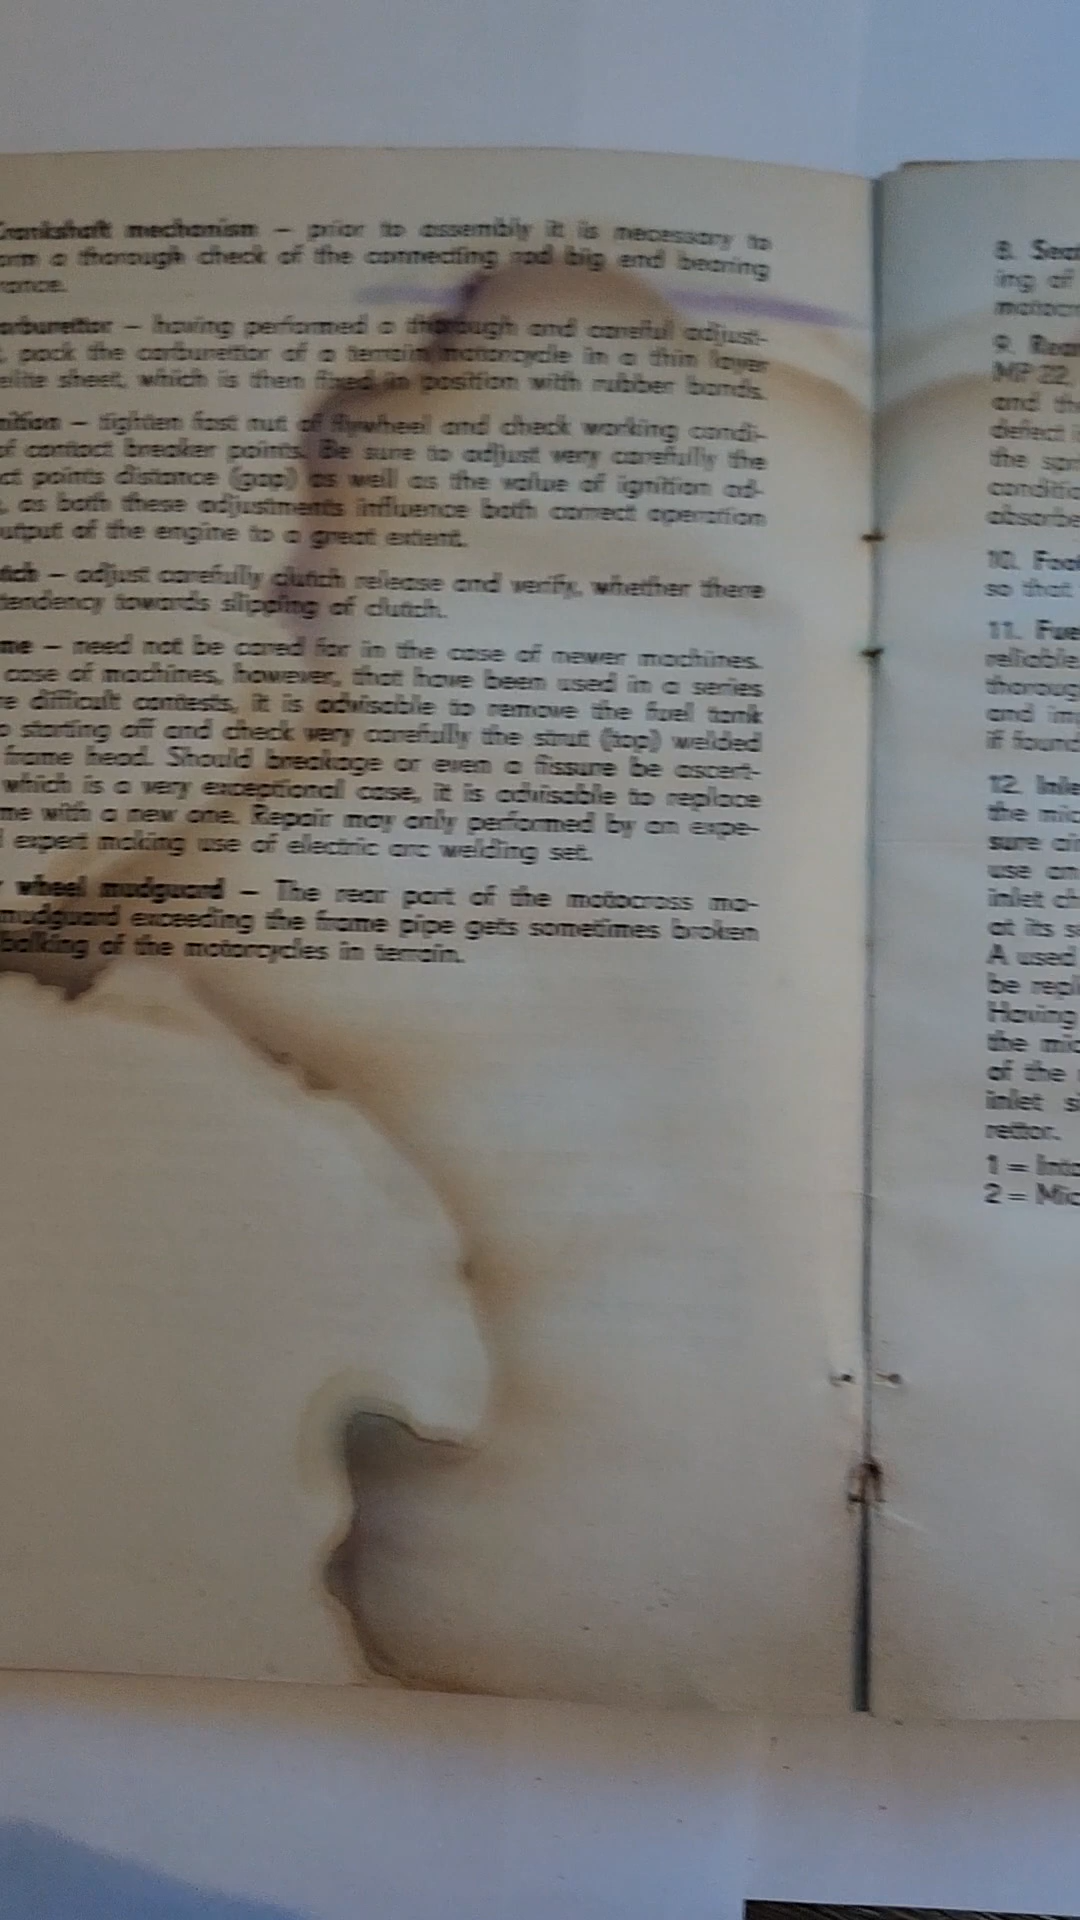 Crankshaft mechanism – prior to assembly it is necessary to
orm a thorough check of the connecting rod big end bearing
rance.
arburettor – having performed a thorough and careful adjust-
, pack the carburettor of a terrain motorcycle in a thin layer
elite sheet, which is then fixed in position with rubber bands.
nition – tighten fast nut of flywheel and check working condi-
of contact breaker points. Be sure to adjust very carefully the
ct points distance (gap) as well as the value of ignition ad-
, as both these adjustments influence both correct operation
utput of the engine to a great extent.
tch – adjust carefully clutch release and verify, whether there
tendency towards slipping of clutch.
me – need not be cared for in the case of newer machines.
case of machines, however, that have been used in a series
re difficult contests, it is advisable to remove the fuel tank
o starting off and check very carefully the strut (top) welded
frame head. Should breakage or even a fissure be ascert-
which is a very exceptional case, it is advisable to replace
me with a new one. Repair may only performed by an expe-
l expert making use of electric arc welding set.
r wheel mudguard – The rear part of the motocross mo-
mudguard exceeding the frame pipe gets sometimes broken
balking of the motorcycles in terrain.
8. Seat
ing of
motocr
9. Rear
MP 22,
and th
defect i
the spr
conditio
absorbe
10. Foot
so that
11. Fue
reliable
thoroug
and imp
if found
12. Inle
the mic
sure air
use an
inlet ch
at its s
A used
be repl
Having
the mic
of the
inlet s
rettor.
1 = Inta
2 = Mic